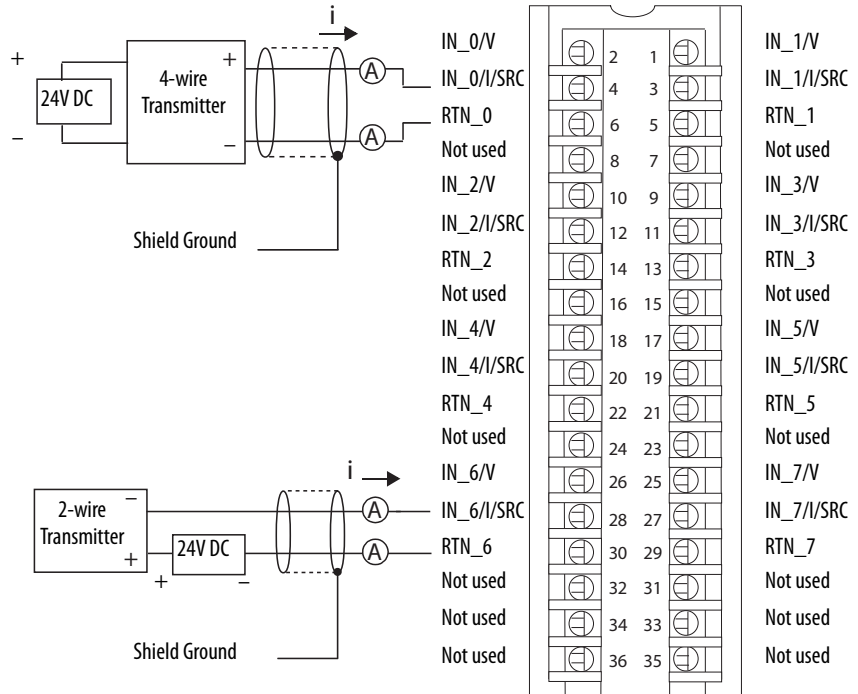 i
+
24V DC
–
4-wire
Transmitter
+
–
A
A
Shield Ground
i
2-wire
Transmitter
–
+
24V DC
+
–
A
A
Shield Ground
IN_0/V 2 1 IN_1/V
IN_0/I/SRC 4 3 IN_1/I/SRC
RTN_0 6 5 RTN_1
Not used 8 7 Not used
IN_2/V 10 9 IN_3/V
IN_2/I/SRC 12 11 IN_3/I/SRC
RTN_2 14 13 RTN_3
Not used 16 15 Not used
IN_4/V 18 17 IN_5/V
IN_4/I/SRC 20 19 IN_5/I/SRC
RTN_4 22 21 RTN_5
Not used 24 23 Not used
IN_6/V 26 25 IN_7/V
IN_6/I/SRC 28 27 IN_7/I/SRC
RTN_6 30 29 RTN_7
Not used 32 31 Not used
Not used 34 33 Not used
Not used 36 35 Not used